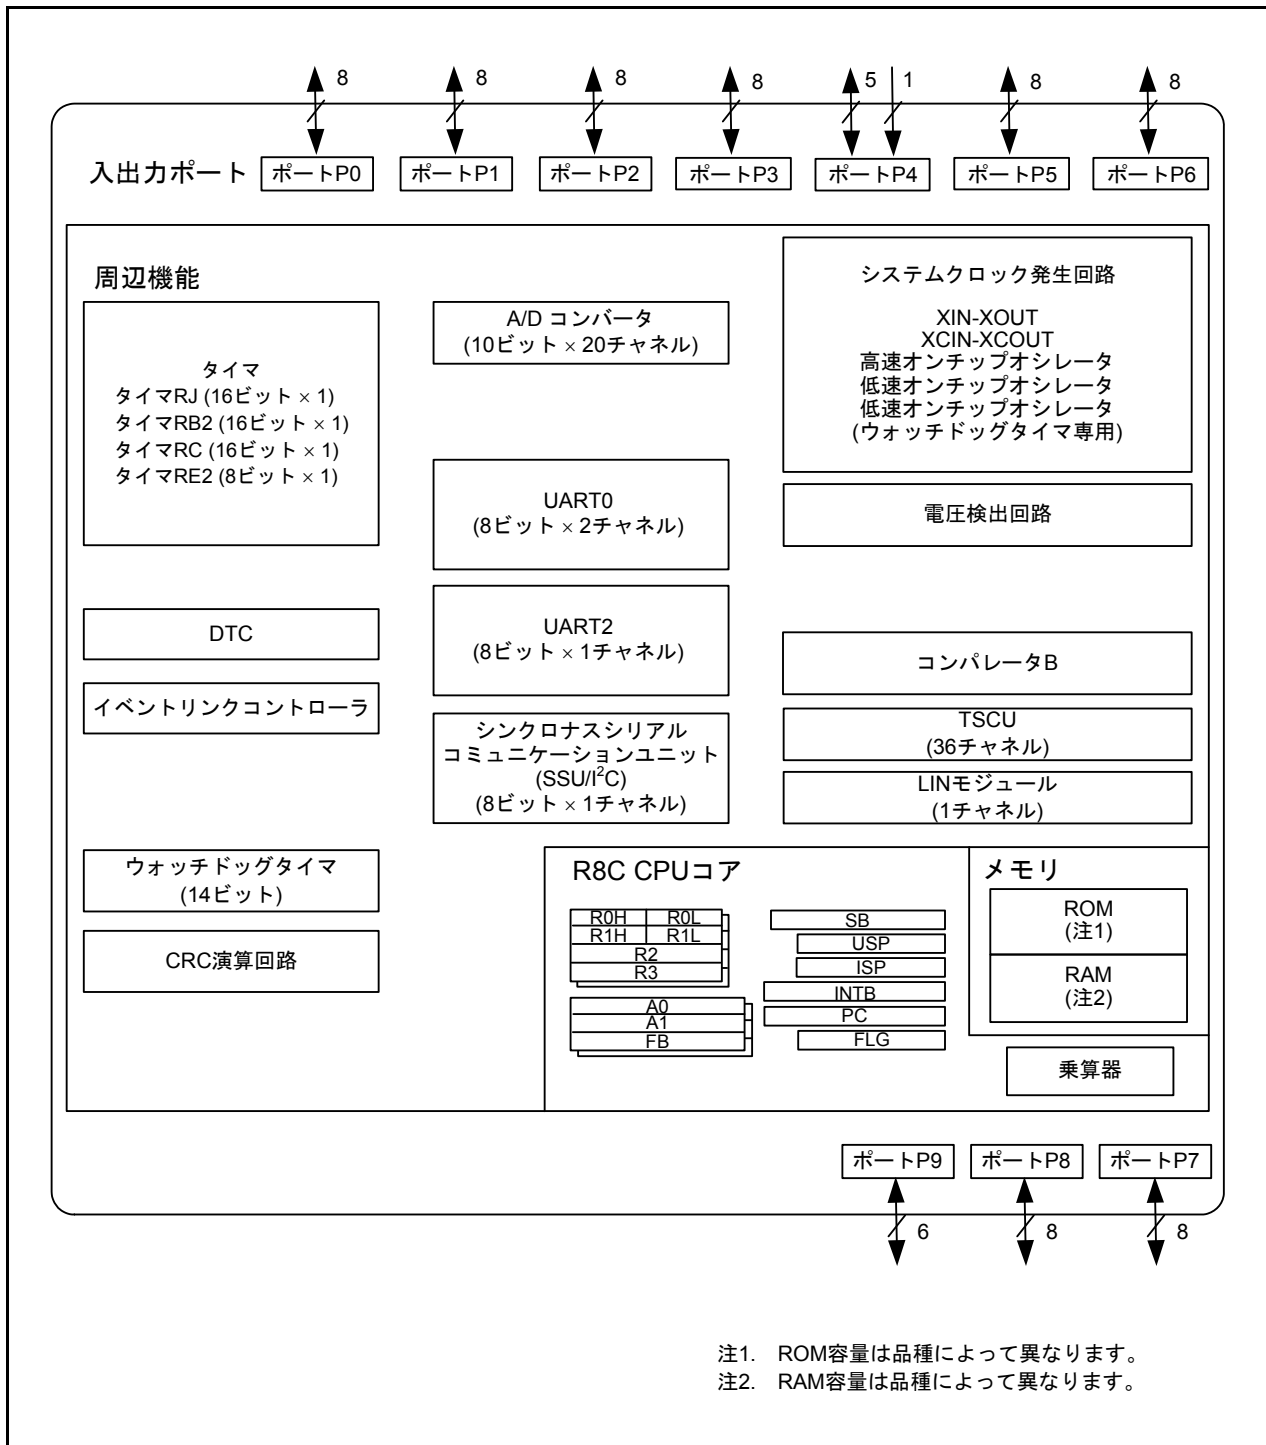 8
8
8
8
5
1
8
8
入出力ポート
ポートP0
ポートP1
ポートP2
ポートP3
ポートP4
ポートP5
ポートP6
周辺機能
タイマ
タイマRJ (16ビット × 1)
タイマRB2 (16ビット × 1)
タイマRC (16ビット × 1)
タイマRE2 (8ビット × 1)
DTC
イベントリンクコントローラ
ウォッチドッグタイマ
(14ビット)
CRC演算回路
A/D コンバータ
(10ビット × 20チャネル)
UART0
(8ビット × 2チャネル)
UART2
(8ビット × 1チャネル)
シンクロナスシリアル
コミュニケーションユニット
(SSU/I²C)
(8ビット × 1チャネル)
システムクロック発生回路
XIN-XOUT
XCIN-XCOUT
高速オンチップオシレータ
低速オンチップオシレータ
低速オンチップオシレータ
(ウォッチドッグタイマ専用)
電圧検出回路
コンパレータB
TSCU
(36チャネル)
LINモジュール
(1チャネル)
R8C CPUコア
R0H
R0L
R1H
R1L
R2
R3
A0
A1
FB
SB
USP
ISP
INTB
PC
FLG
メモリ
ROM
(注1)
RAM
(注2)
乗算器
ポートP9
ポートP8
ポートP7
6
8
8
注1. ROM容量は品種によって異なります。
注2. RAM容量は品種によって異なります。